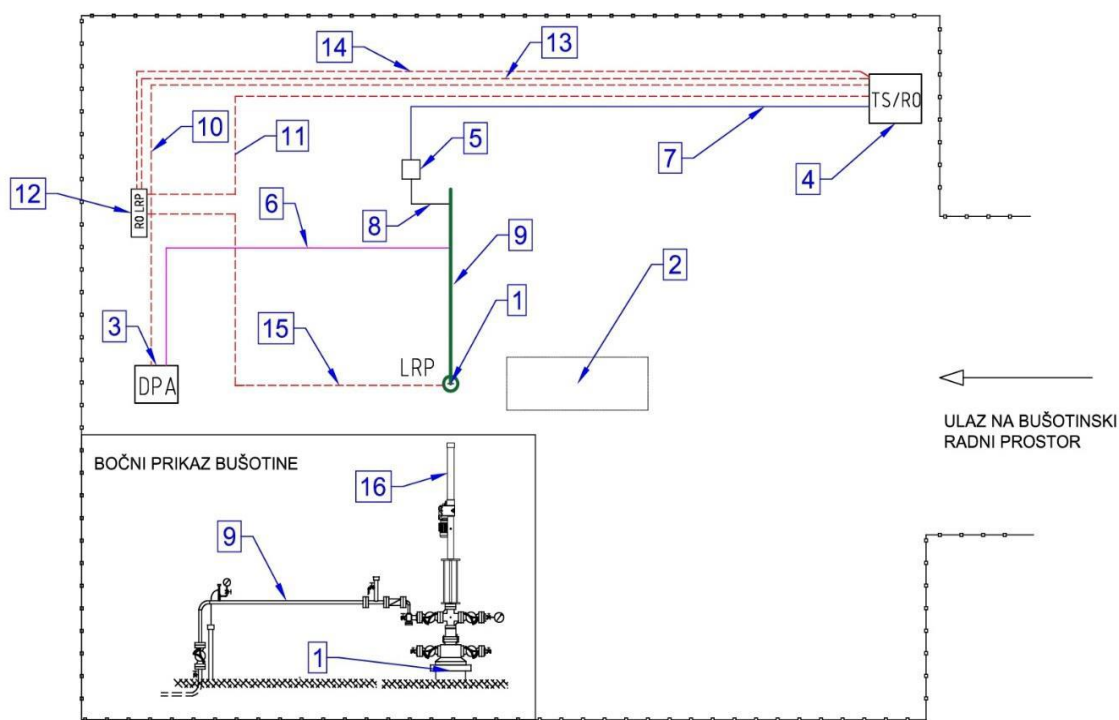 14
13
TS/RO
10
11
5
7
4
12
RO LRP
6
8
9
2
1
3
15
LRP
DPA
ULAZ NA BUŠOTINSKI
RADNI PROSTOR
BOČNI PRIKAZ BUŠOTINE
16
9
1